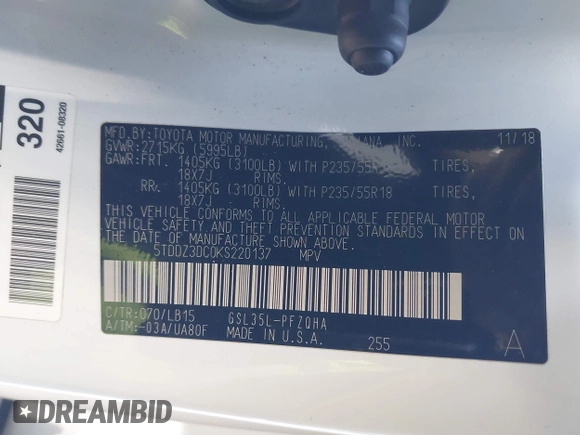 320
42661-08320
MFD.BY:TOYOTA MOTOR MANUFACTURING, INC. 11/18
GVWR:2715KG (5995LB)
GAWR:FRT. 1405KG (3100LB) WITH P235/55R TIRES,
18X7J RIMS
RR. 1405KG (3100LB) WITH P235/55R18 TIRES,
18X7J RIMS
THIS VEHICLE CONFORMS TO ALL APPLICABLE FEDERAL MOTOR
VEHICLE SAFETY AND THEFT PREVENTION STANDARDS IN EFFECT
ON THE DATE OF MANUFACTURE SHOWN ABOVE.
5TDDZ3DC0KS220137 MPV
C/TR:070/LB15 GSL35L-PFZQHA
A/TM:-03A/UA80F MADE IN U.S.A. 255 A
DREAMBID